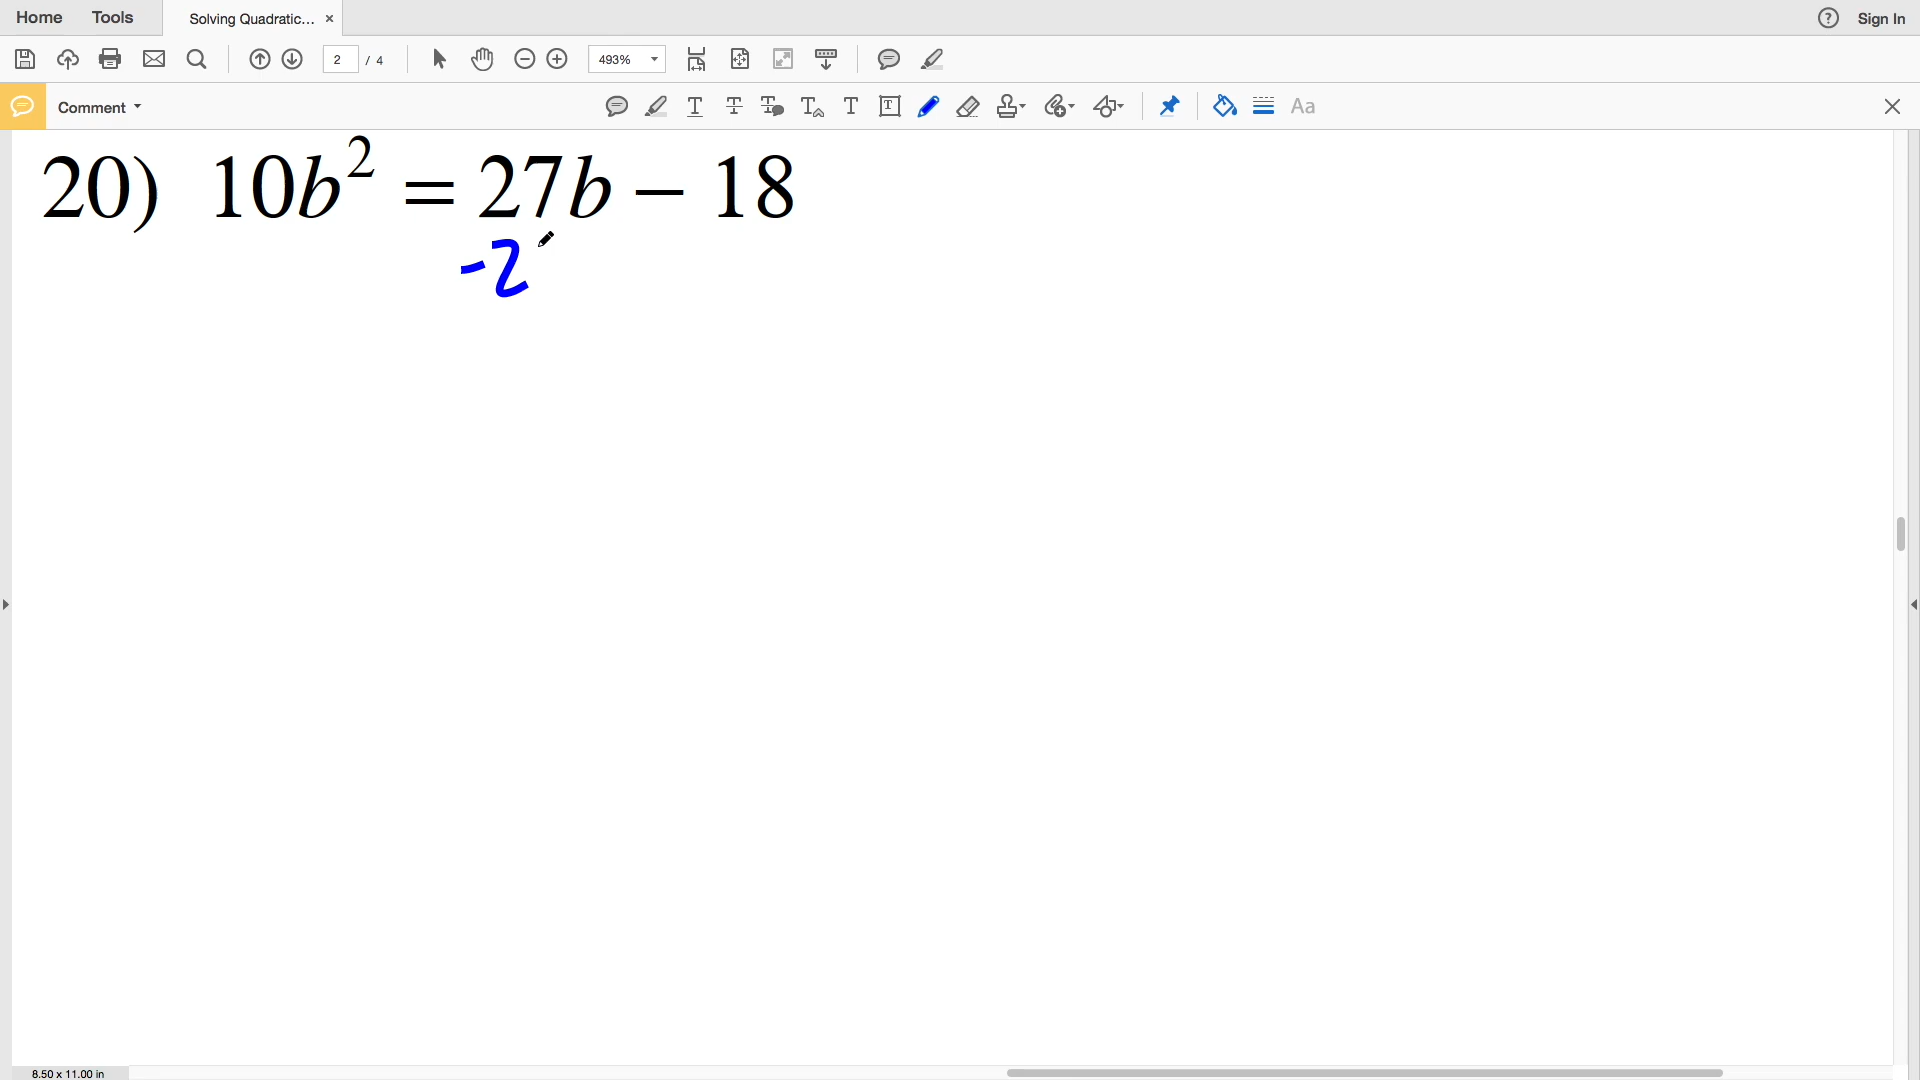 Home Tools Solving Quadratic... × ? Sign In
2 / 4 493%
Comment Aa
20) 10b² = 27b − 18
-2
8.50 x 11.00 in